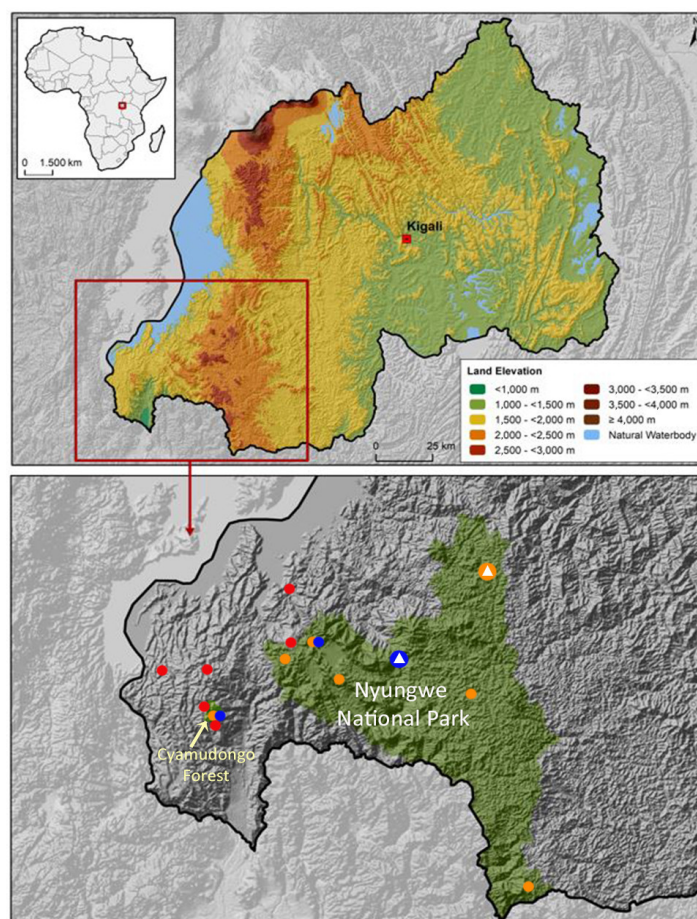 N
0 1.500 km
Kigali
Land Elevation
<1,000 m
1,000 - <1,500 m
1,500 - <2,000 m
2,000 - <2,500 m
2,500 - <3,000 m
3,000 - <3,500 m
3,500 - <4,000 m
≥ 4,000 m
Natural Waterbody
0 25 km
Nyungwe
National Park
Cyamudongo
Forest